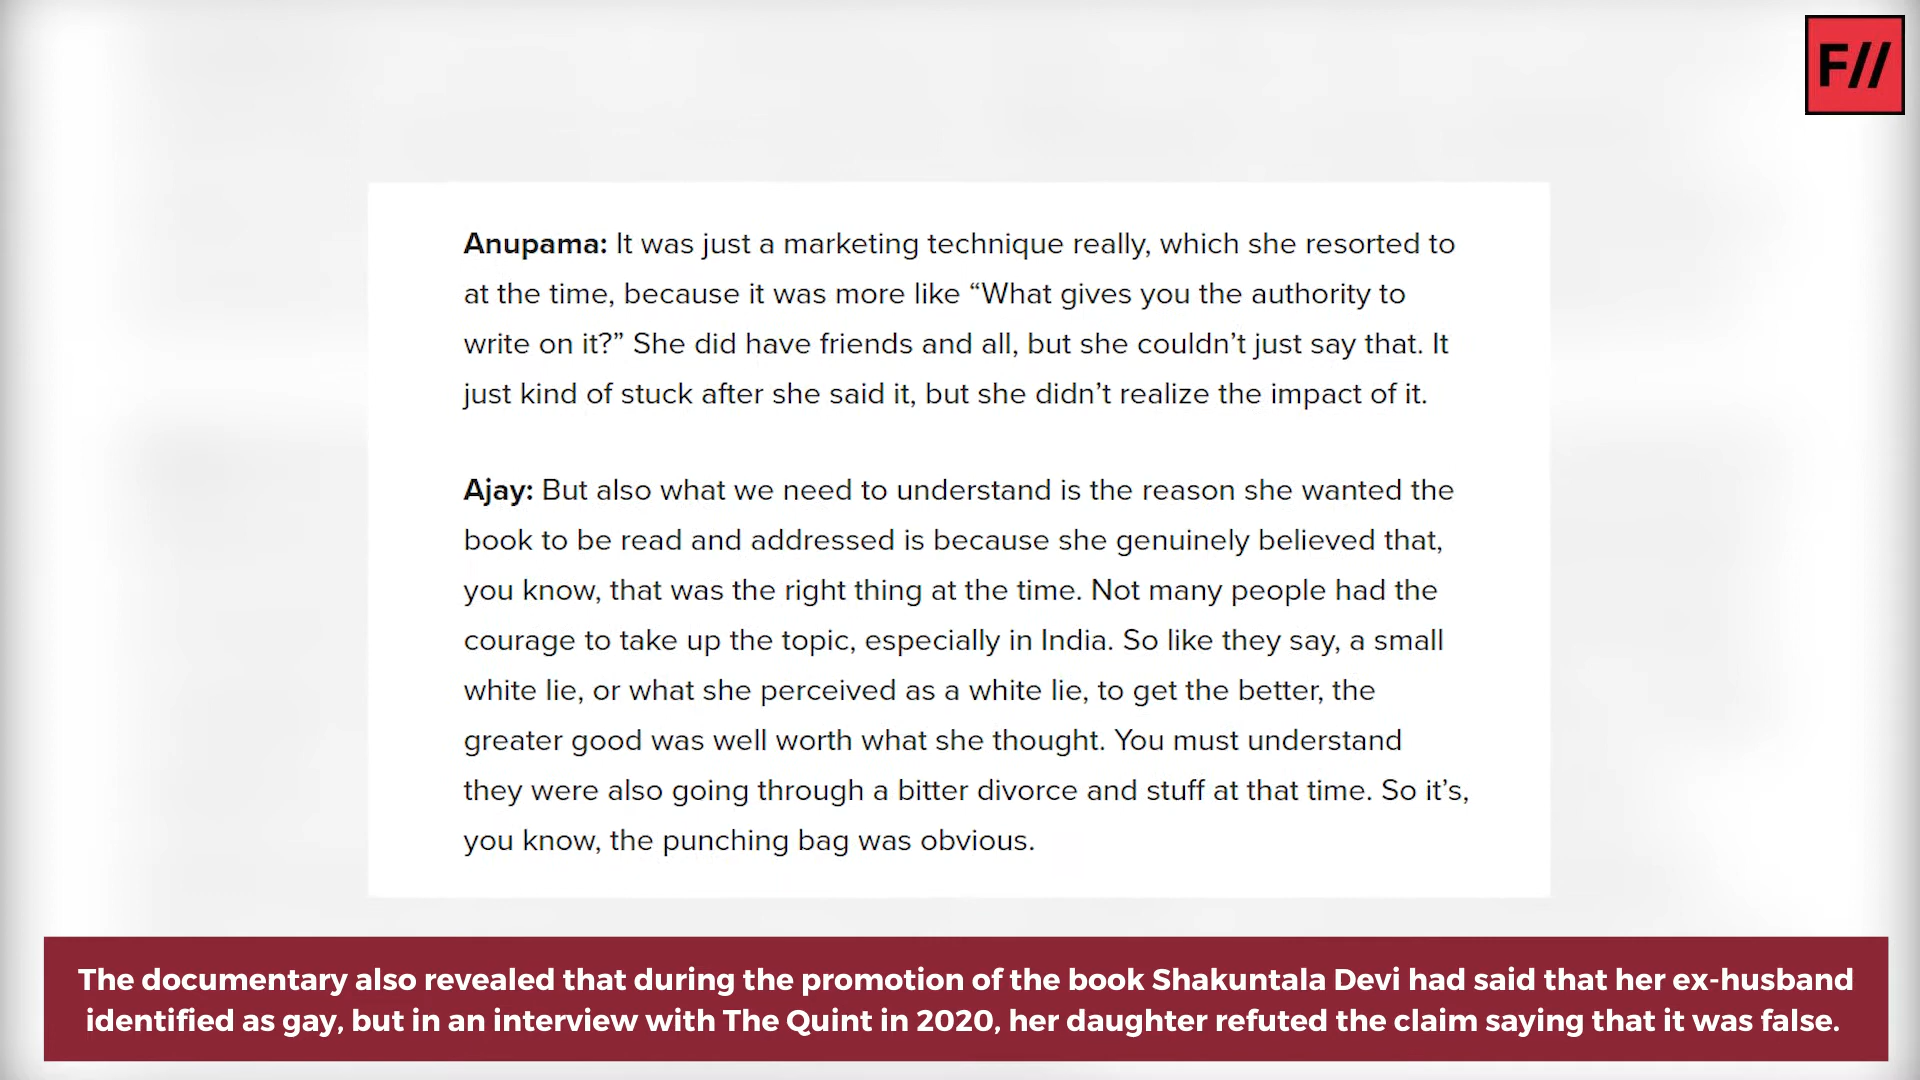 F//
Anupama: It was just a marketing technique really, which she resorted to
at the time, because it was more like “What gives you the authority to
write on it?” She did have friends and all, but she couldn’t just say that. It
just kind of stuck after she said it, but she didn’t realize the impact of it.
Ajay: But also what we need to understand is the reason she wanted the
book to be read and addressed is because she genuinely believed that,
you know, that was the right thing at the time. Not many people had the
courage to take up the topic, especially in India. So like they say, a small
white lie, or what she perceived as a white lie, to get the better, the
greater good was well worth what she thought. You must understand
they were also going through a bitter divorce and stuff at that time. So it’s,
you know, the punching bag was obvious.
The documentary also revealed that during the promotion of the book Shakuntala Devi had said that her ex-husband
identified as gay, but in an interview with The Quint in 2020, her daughter refuted the claim saying that it was false.